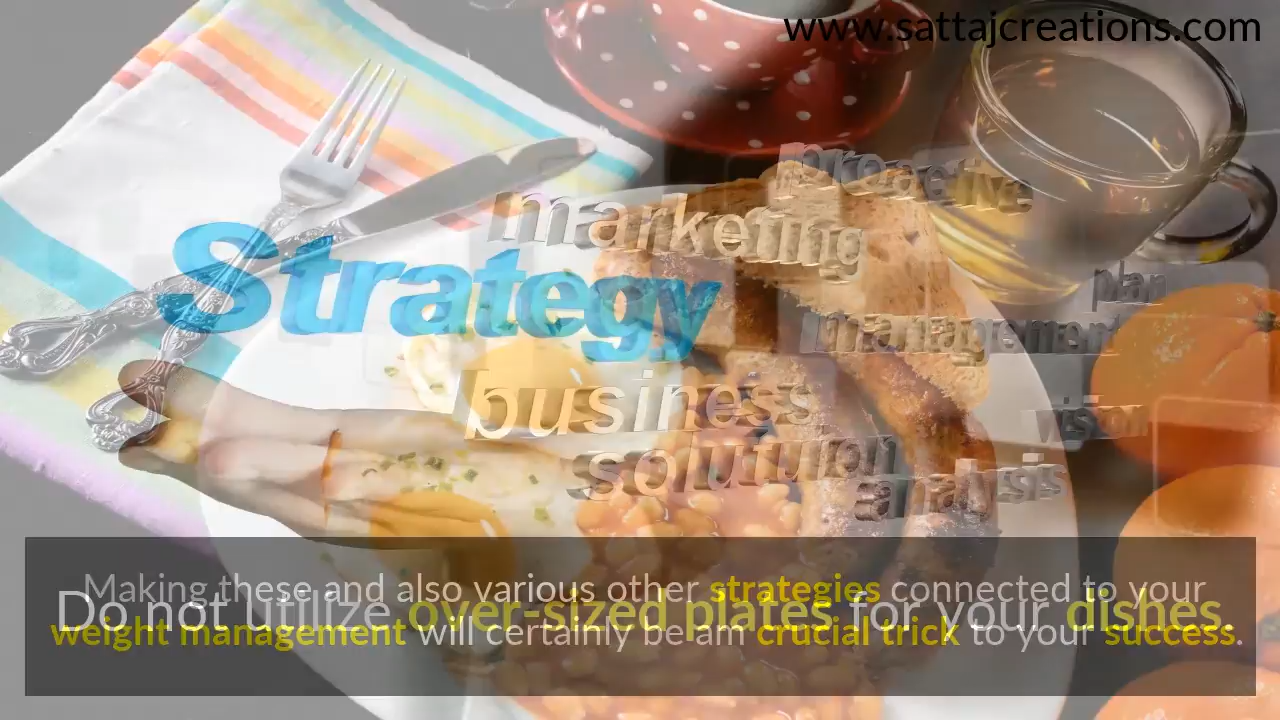 www.sattajcreations.com
proactive
marketing
Strategy
plan
management
business
vision
solution
analysis
Making these and also various other strategies connected to your
Do not utilize over-sized plates for your dishes.
weight management will certainly be am crucial trick to your success.